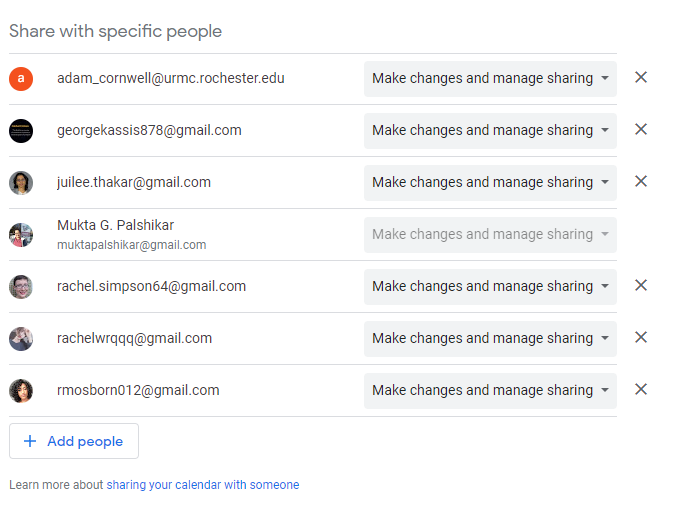 Share with specific people
a adam_cornwell@urmc.rochester.edu Make changes and manage sharing
georgekassis878@gmail.com Make changes and manage sharing
juilee.thakar@gmail.com Make changes and manage sharing
Mukta G. Palshikar
muktapalshikar@gmail.com Make changes and manage sharing
rachel.simpson64@gmail.com Make changes and manage sharing
rachelwrqqq@gmail.com Make changes and manage sharing
rmosborn012@gmail.com Make changes and manage sharing
Add people
Learn more about sharing your calendar with someone